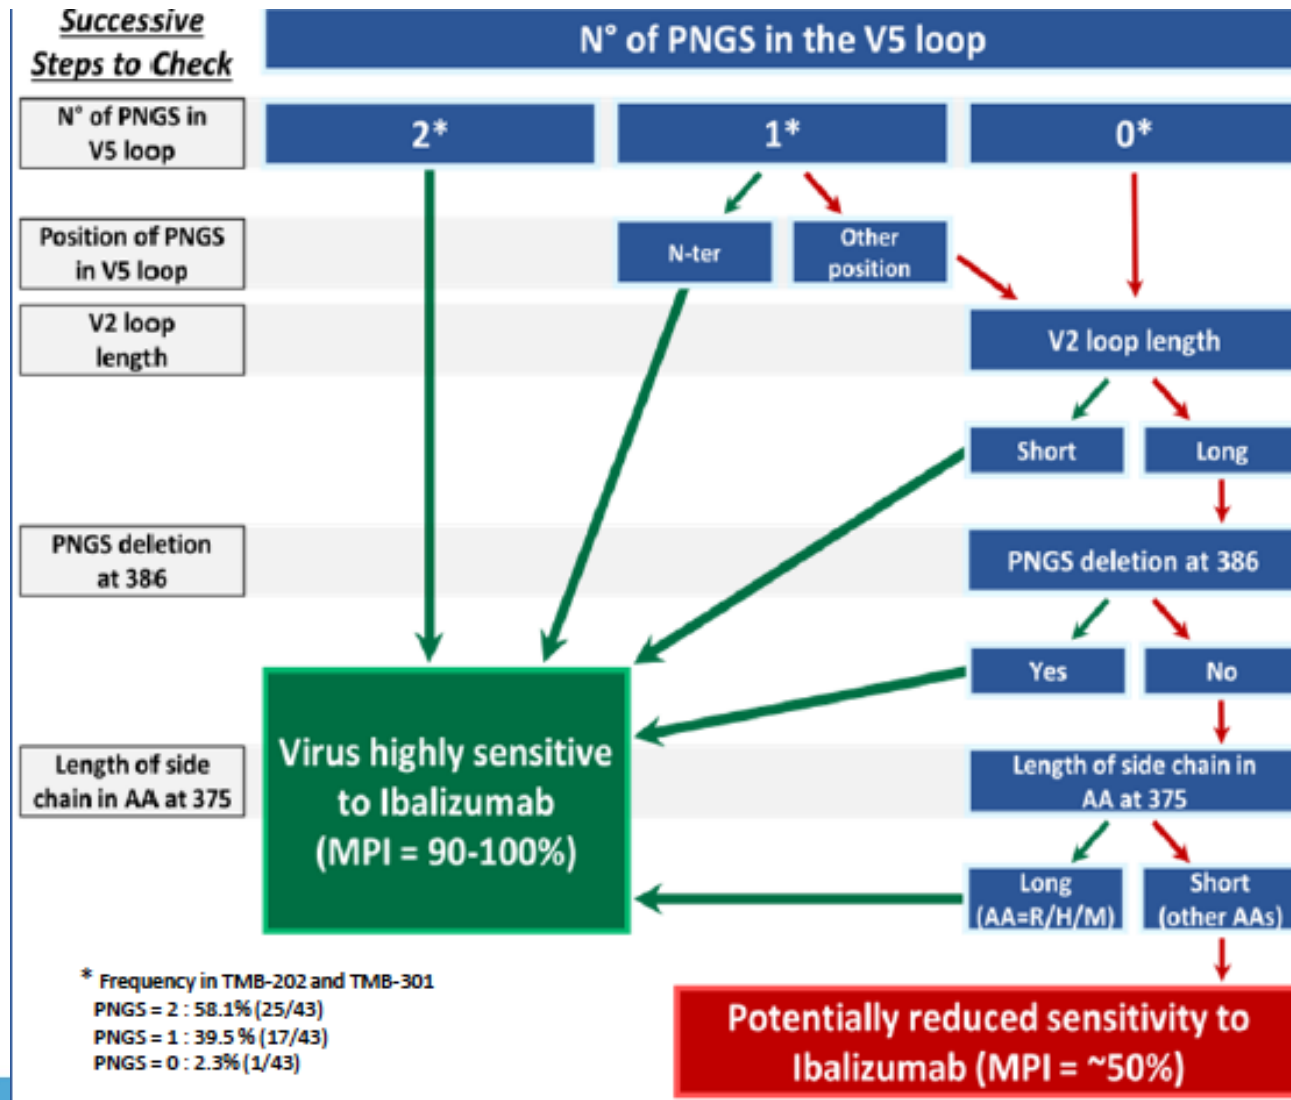 Successive
Steps to Check
N° of PNGS in the V5 loop
N° of PNGS in
V5 loop
2*
1*
0*
Position of PNGS
in V5 loop
N-ter
Other
position
V2 loop
length
V2 loop length
Short
Long
PNGS deletion
at 386
PNGS deletion at 386
Yes
No
Virus highly sensitive
to Ibalizumab
(MPI = 90-100%)
Length of side
chain in AA at 375
Length of side chain in
AA at 375
Long
(AA=R/H/M)
Short
(other AAs)
* Frequency in TMB-202 and TMB-301
PNGS = 2 : 58.1% (25/43)
PNGS = 1 : 39.5 % (17/43)
PNGS = 0 : 2.3% (1/43)
Potentially reduced sensitivity to
Ibalizumab (MPI = ~50%)